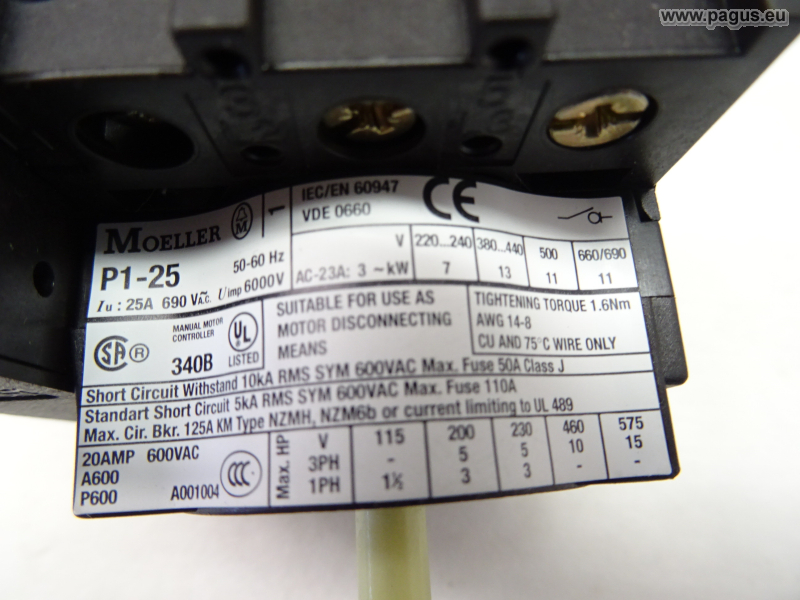 www.pagus.eu
MOELLER
M
1
IEC/EN 60947
VDE 0660
CE
P1-25
50-60 Hz
Iu : 25A 690 V~A.C. Uimp 6000V
V 220...240 380...440 500 660/690
AC-23A: 3 ~ kW 7 13 11 11
CSA ®
MANUAL MOTOR
CONTROLLER
340B
UL
LISTED
SUITABLE FOR USE AS
MOTOR DISCONNECTING
MEANS
TIGHTENING TORQUE 1.6Nm
AWG 14-8
CU AND 75°C WIRE ONLY
Short Circuit Withstand 10kA RMS SYM 600VAC Max. Fuse 50A Class J
Standart Short Circuit 5kA RMS SYM 600VAC Max. Fuse 110A
Max. Cir. Bkr. 125A KM Type NZMH, NZM6b or current limiting to UL 489
20AMP 600VAC
A600
P600
A001004
CCC
Max. HP
V 115 200 230 460 575
3PH - 5 5 10 15
1PH 1½ 3 3